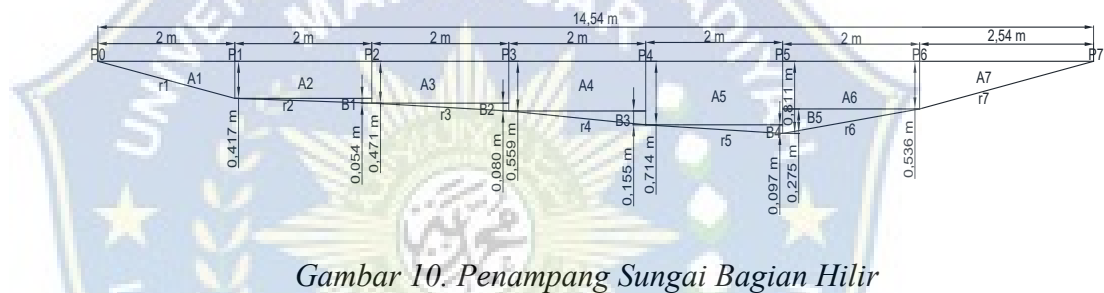 14,54 m
2 m 2 m 2 m 2 m 2 m 2 m 2,54 m
P0 P1 P2 P3 P4 P5 P6 P7
A1 A2 A3 A4 A5 A6 A7
r1 r2 B1 r3 B2 r4 B3 r5 B4 B5 r6 r7
0,417 m
0,054 m
0,471 m
0,080 m
0,559 m
0,155 m
0,714 m
0,097 m
0,811 m
0,275 m
0,536 m
Gambar 10. Penampang Sungai Bagian Hilir